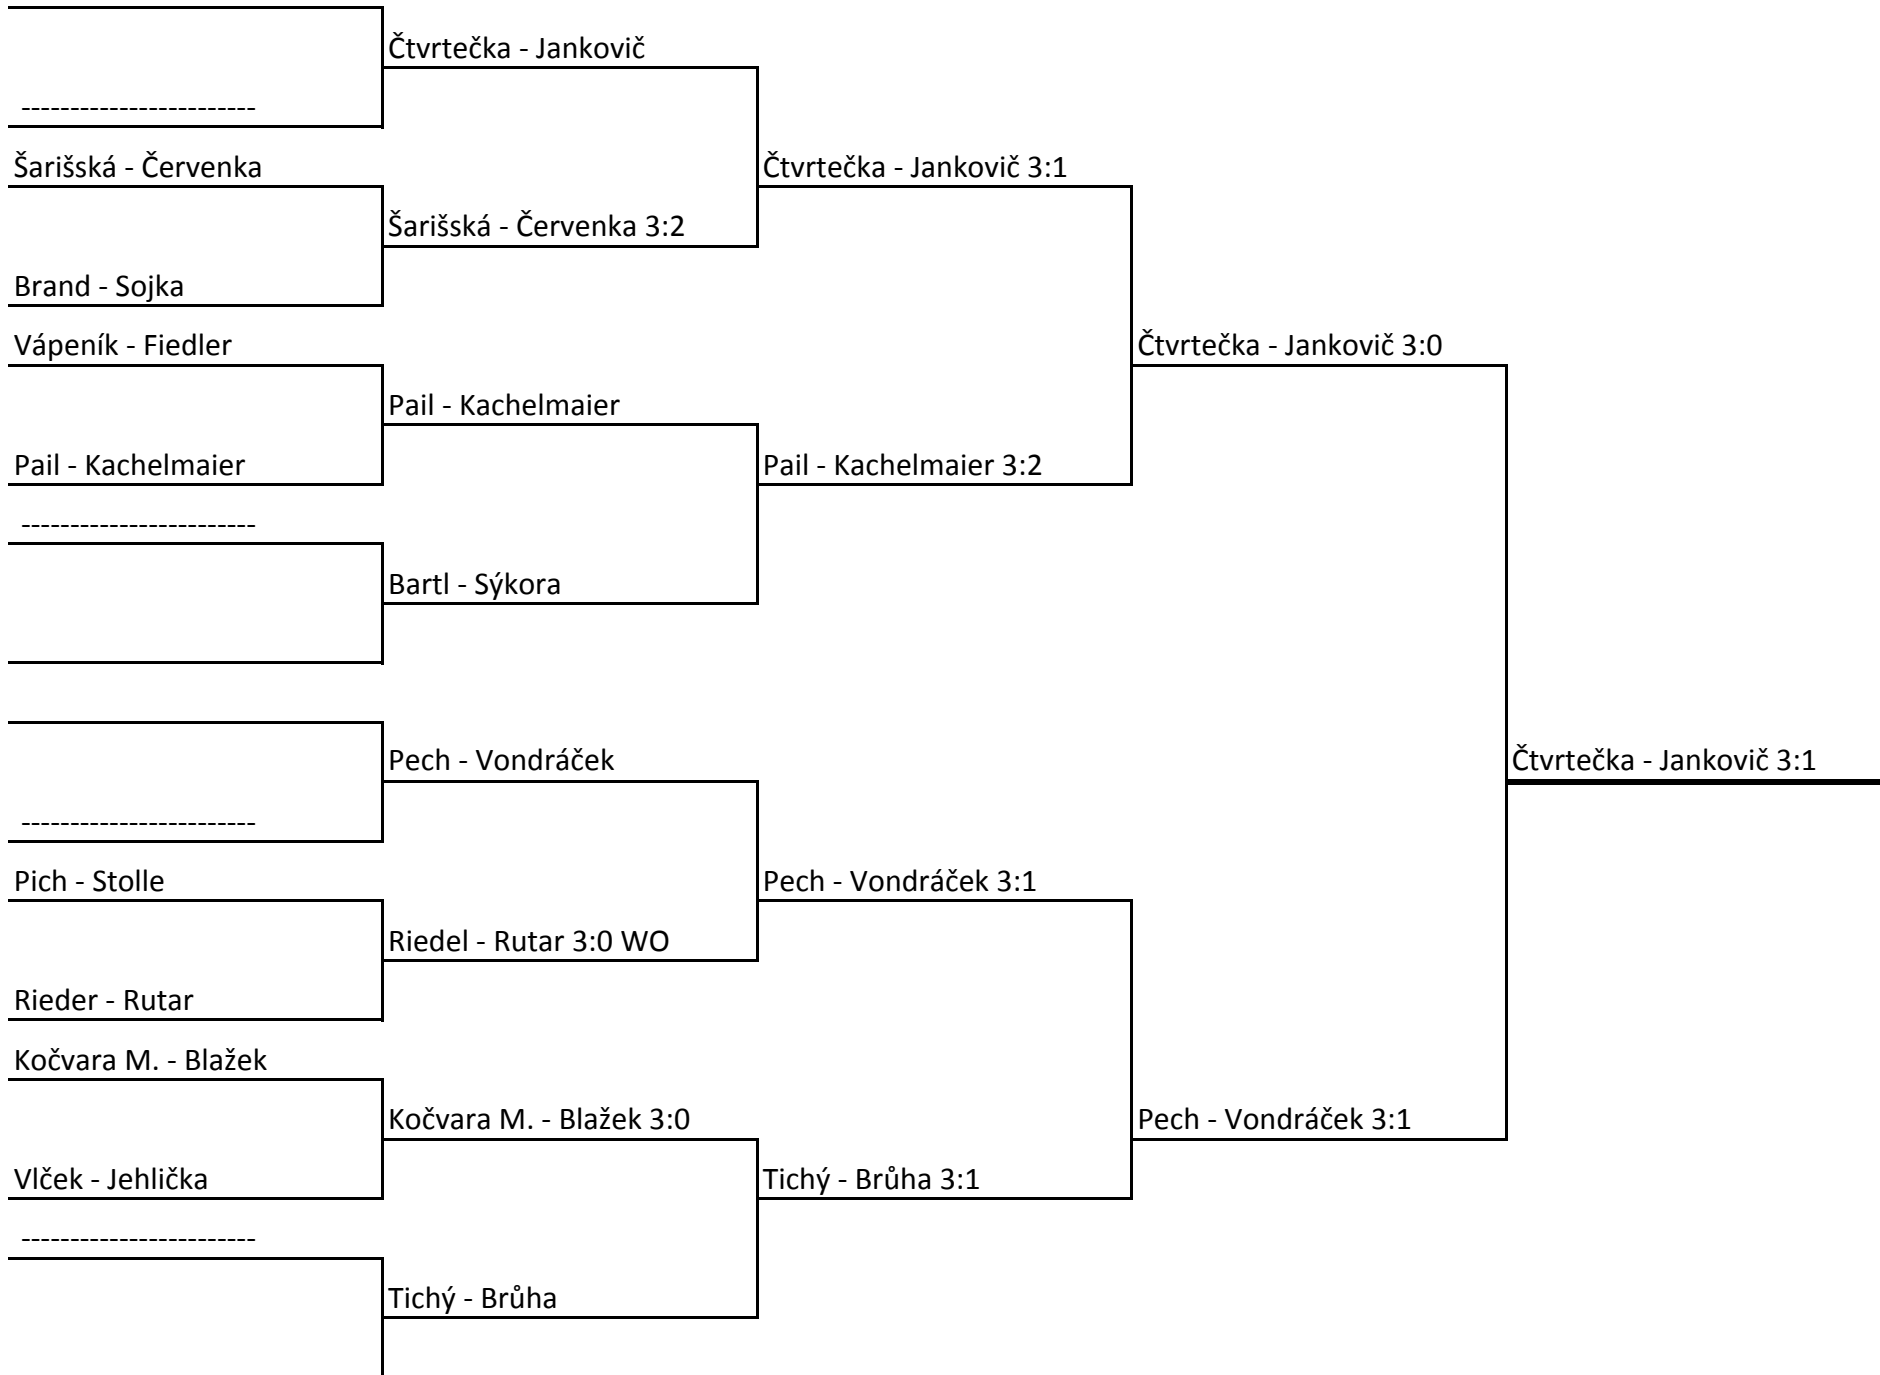 Čtvrtečka - Jankovič
------------------------
Šarišská - Červenka
Čtvrtečka - Jankovič 3:1
Šarišská - Červenka 3:2
Brand - Sojka
Vápeník - Fiedler
Čtvrtečka - Jankovič 3:0
Pail - Kachelmaier
Pail - Kachelmaier
Pail - Kachelmaier 3:2
------------------------
Bartl - Sýkora
Pech - Vondráček
Čtvrtečka - Jankovič 3:1
------------------------
Pich - Stolle
Pech - Vondráček 3:1
Riedel - Rutar 3:0 WO
Rieder - Rutar
Kočvara M. - Blažek
Kočvara M. - Blažek 3:0
Pech - Vondráček 3:1
Vlček - Jehlička
Tichý - Brůha 3:1
------------------------
Tichý - Brůha